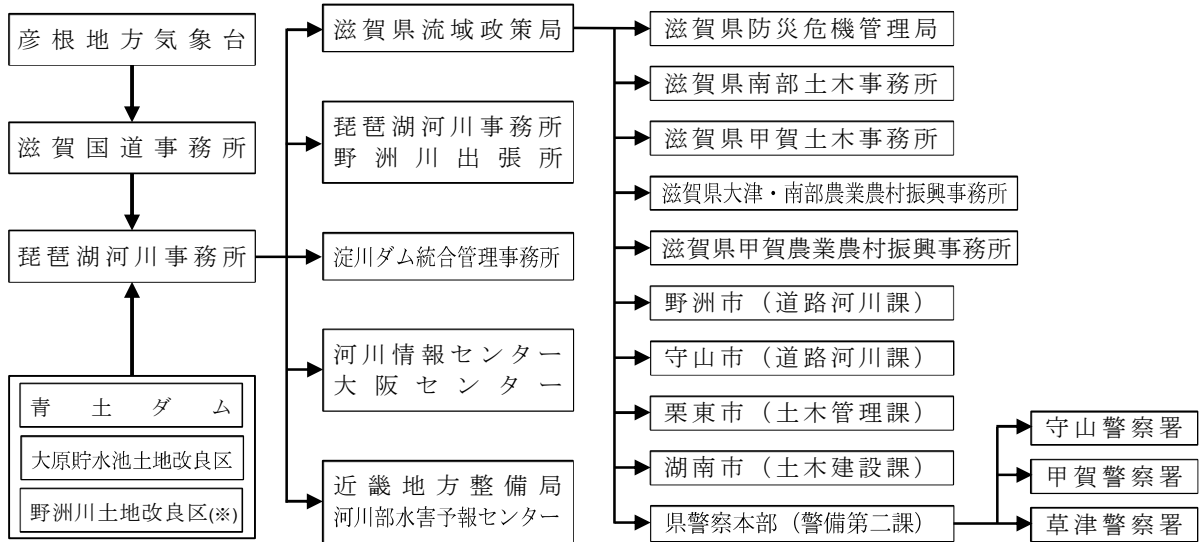 彦根地方気象台
滋賀国道事務所
琵琶湖河川事務所
青土ダム
大原貯水池土地改良区
野洲川土地改良区(※)
滋賀県流域政策局
琵琶湖河川事務所
野洲川出張所
淀川ダム統合管理事務所
河川情報センター
大阪センター
近畿地方整備局
河川部水害予報センター
滋賀県防災危機管理局
滋賀県南部土木事務所
滋賀県甲賀土木事務所
滋賀県大津・南部農業農村振興事務所
滋賀県甲賀農業農村振興事務所
野洲市（道路河川課）
守山市（道路河川課）
栗東市（土木管理課）
湖南市（土木建設課）
県警察本部（警備第二課）
守山警察署
甲賀警察署
草津警察署